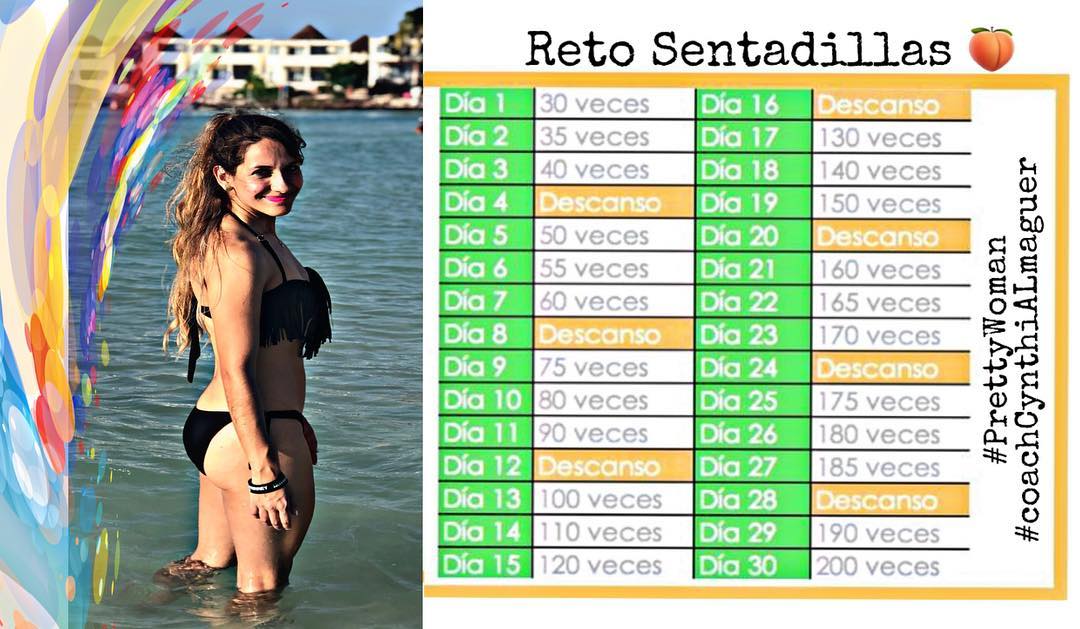 Reto Sentadillas 🍑
Día 1 30 veces Día 16 Descanso
Día 2 35 veces Día 17 130 veces
Día 3 40 veces Día 18 140 veces
Día 4 Descanso Día 19 150 veces
Día 5 50 veces Día 20 Descanso
Día 6 55 veces Día 21 160 veces
Día 7 60 veces Día 22 165 veces
Día 8 Descanso Día 23 170 veces
Día 9 75 veces Día 24 Descanso
Día 10 80 veces Día 25 175 veces
Día 11 90 veces Día 26 180 veces
Día 12 Descanso Día 27 185 veces
Día 13 100 veces Día 28 Descanso
Día 14 110 veces Día 29 190 veces
Día 15 120 veces Día 30 200 veces
#PrettyWoman
#coachCynthiALmaguer